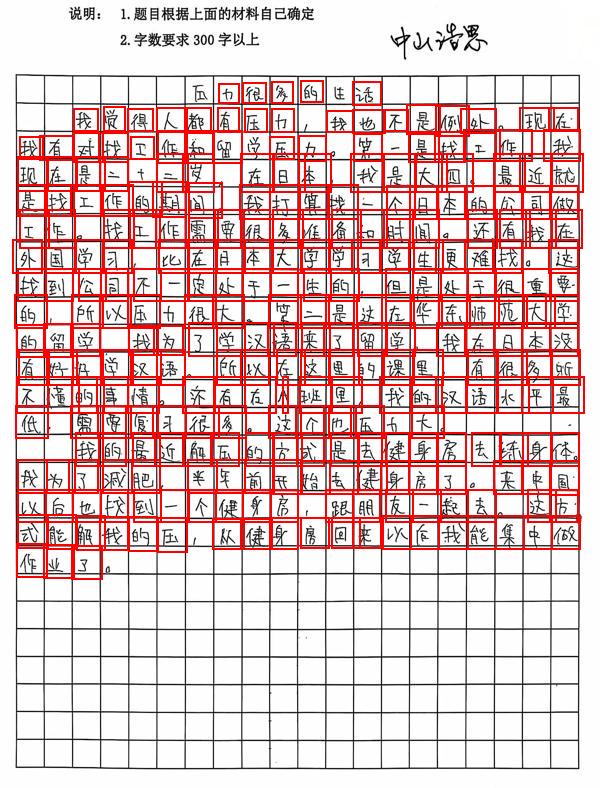 说明： 1.题目根据上面的材料自己确定
2.字数要求300字以上
中山浩思
压力很多的生活
我觉得人都有压力，我也不是例处。现在
我有对找工作和留学压力。第一是找工作。我
现在是二十二岁 在日本，我是大四。最近就
是找工作的期间 我打算找一个日本的公司做
工作。找工作需要很多准备和时间。还有我在
外国学习，比在日本大学学习学生更难找。这
找到公司不一定处于一生的，但是处于很重要
的，所以压力很大。第二是这在华东师范大学
的留学 我为了学汉语来了留学。我在日本没
有好好学汉语。所以在这里的课里，有很多听
不懂的事情。亦有在个班里，我的汉语水平最
低，需要复习很多。这个也压力大。
我的最近解压的方式是去健身房 去练身体。
我为了减肥，半年前开始去健身房了。来中国
以后也找到一个健身房，跟朋友一起去。这方
式能解我的压，从健身房回来以后我能集中做
作业了。